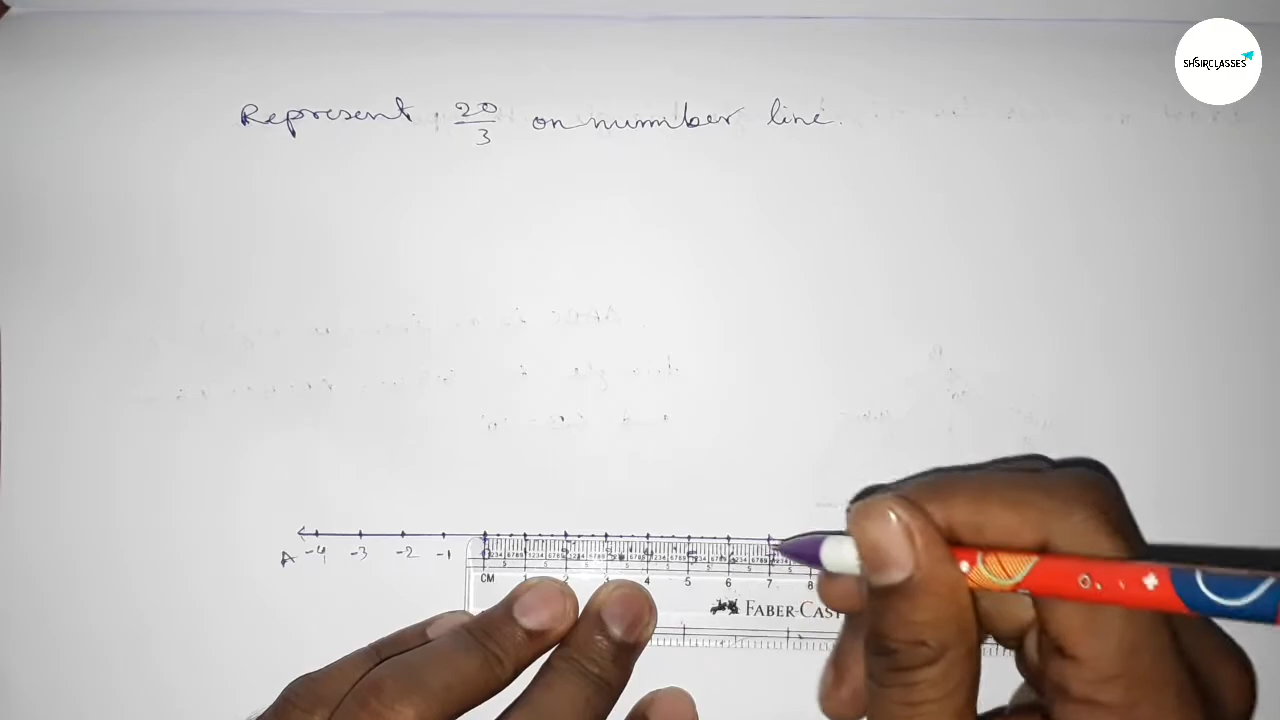 SHSIRCLASSES
Represent 20/3 on number line.
A -4 -3 -2 -1
CM 1 2 3 4 5 6 7 8
FABER-CAS